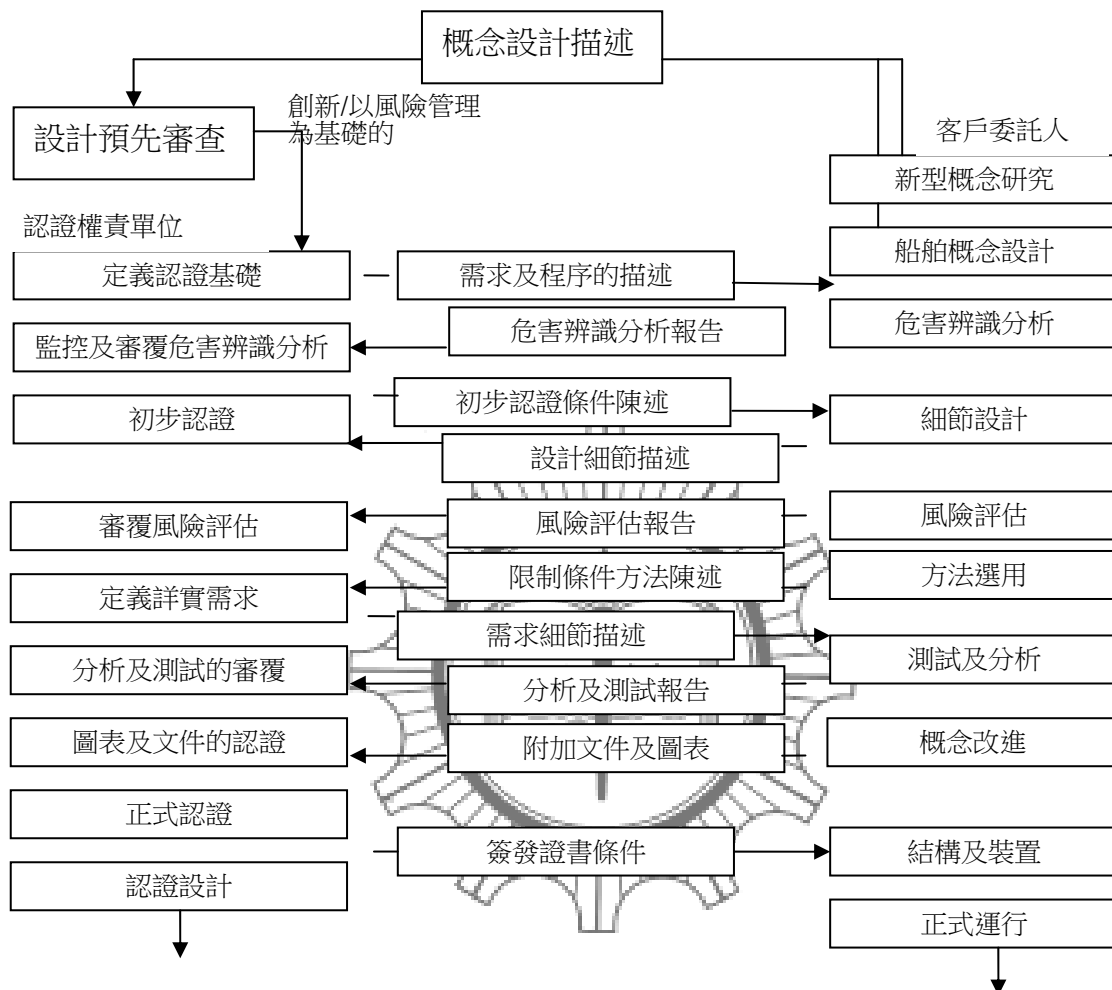 概念設計描述
創新/以風險管理
為基礎的
設計預先審查
客戶委託人
新型概念研究
認證權責單位
船舶概念設計
定義認證基礎
需求及程序的描述
危害辨識分析報告
危害辨識分析
監控及審覆危害辨識分析
初步認證條件陳述
初步認證
細節設計
設計細節描述
審覆風險評估
風險評估報告
風險評估
限制條件方法陳述
方法選用
定義詳實需求
需求細節描述
分析及測試的審覆
測試及分析
分析及測試報告
圖表及文件的認證
附加文件及圖表
概念改進
正式認證
簽發證書條件
結構及裝置
認證設計
正式運行